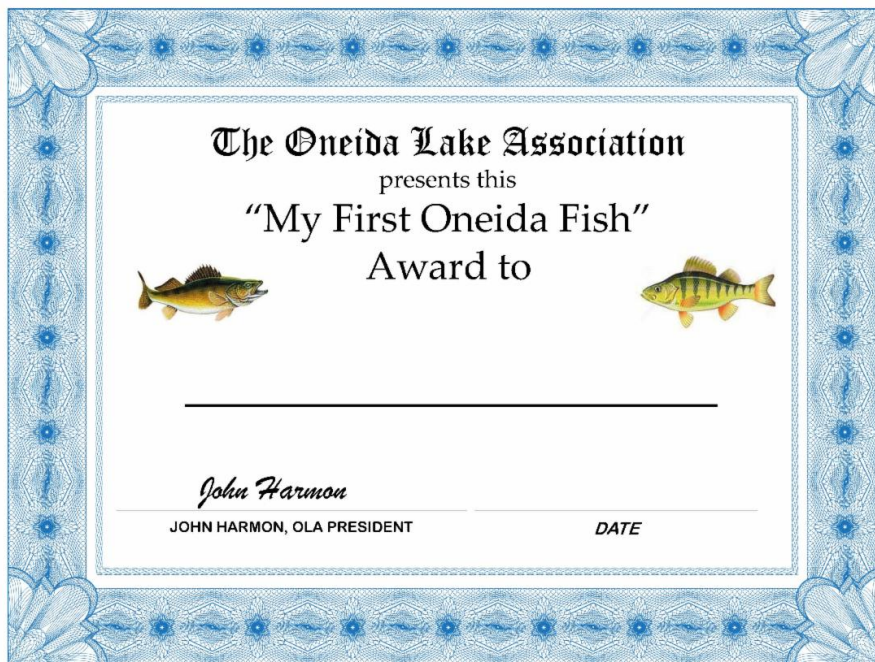 The Oneida Lake Association
presents this
“My First Oneida Fish”
Award to
John Harmon
JOHN HARMON, OLA PRESIDENT
DATE